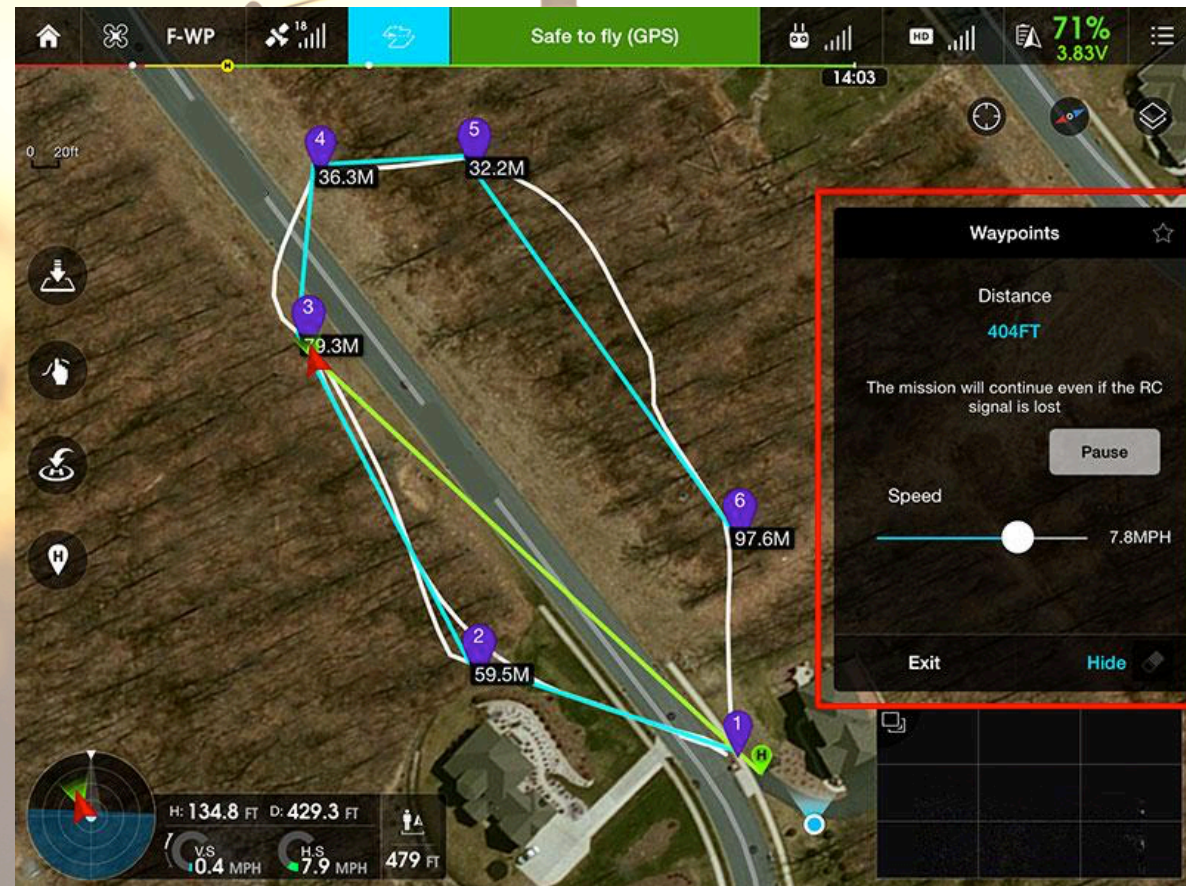 F-WP
18
Safe to fly (GPS)
HD
71%
3.83V
H
14:03
0 20ft
4
36.3M
5
32.2M
Waypoints
Distance
404FT
The mission will continue even if the RC
signal is lost
Pause
Speed
7.8MPH
Exit
Hide
3
79.3M
6
97.6M
H
2
59.5M
1
H
H: 134.8 FT D: 429.3 FT
V.S
0.4 MPH
H.S
7.9 MPH
479 FT